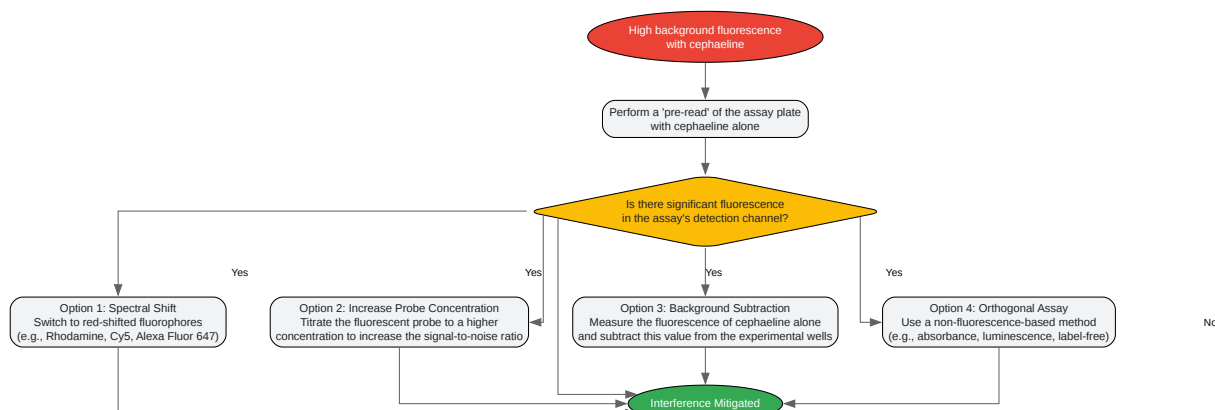 High background fluorescence
with cephaeline
Perform a 'pre-read' of the assay plate
with cephaeline alone
Is there significant fluorescence
in the assay's detection channel?
Yes
Yes
Yes
Yes
Option 1: Spectral Shift
Switch to red-shifted fluorophores
(e.g., Rhodamine, Cy5, Alexa Fluor 647)
Option 2: Increase Probe Concentration
Titrate the fluorescent probe to a higher
concentration to increase the signal-to-noise ratio
Option 3: Background Subtraction
Measure the fluorescence of cephaeline alone
and subtract this value from the experimental wells
Option 4: Orthogonal Assay
Use a non-fluorescence-based method
(e.g., absorbance, luminescence, label-free)
No
Interference Mitigated